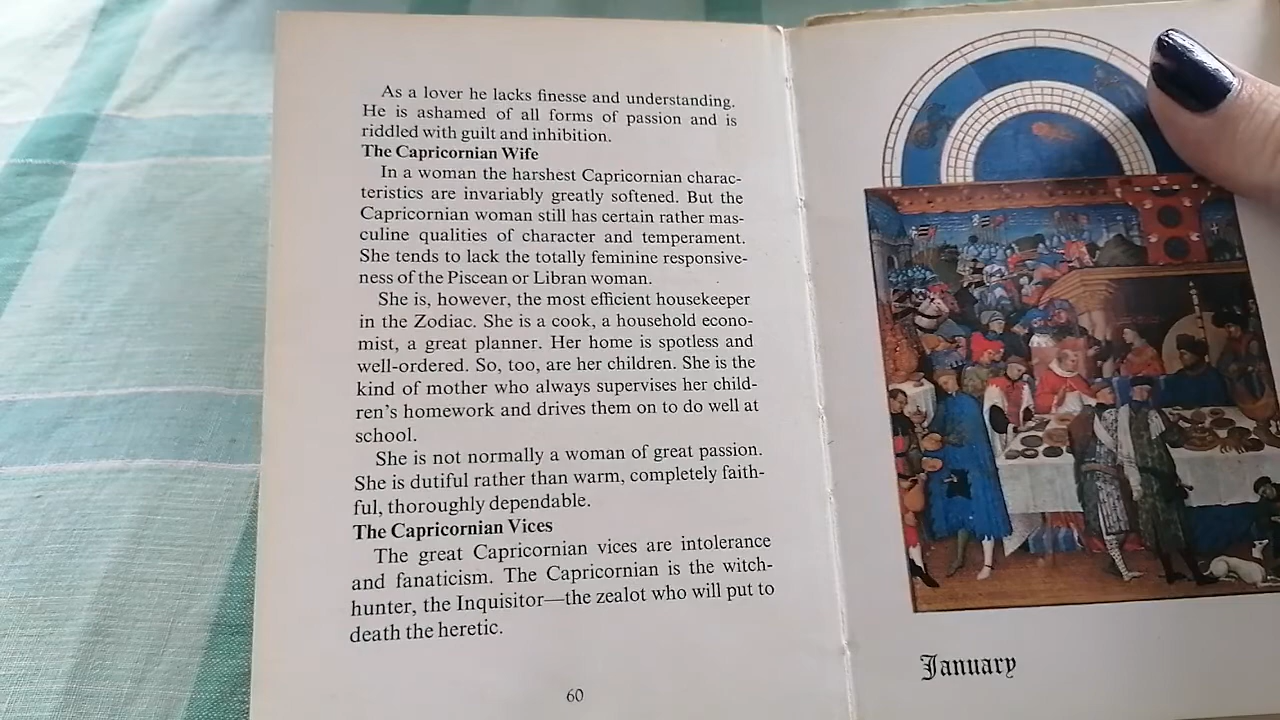 As a lover he lacks finesse and understanding.
He is ashamed of all forms of passion and is
riddled with guilt and inhibition.
The Capricornian Wife
In a woman the harshest Capricornian charac-
teristics are invariably greatly softened. But the
Capricornian woman still has certain rather mas-
culine qualities of character and temperament.
She tends to lack the totally feminine responsive-
ness of the Piscean or Libran woman.
She is, however, the most efficient housekeeper
in the Zodiac. She is a cook, a household econo-
mist, a great planner. Her home is spotless and
well-ordered. So, too, are her children. She is the
kind of mother who always supervises her child-
ren's homework and drives them on to do well at
school.
She is not normally a woman of great passion.
She is dutiful rather than warm, completely faith-
ful, thoroughly dependable.
The Capricornian Vices
The great Capricornian vices are intolerance
and fanaticism. The Capricornian is the witch-
hunter, the Inquisitor—the zealot who will put to
death the heretic.
60
January